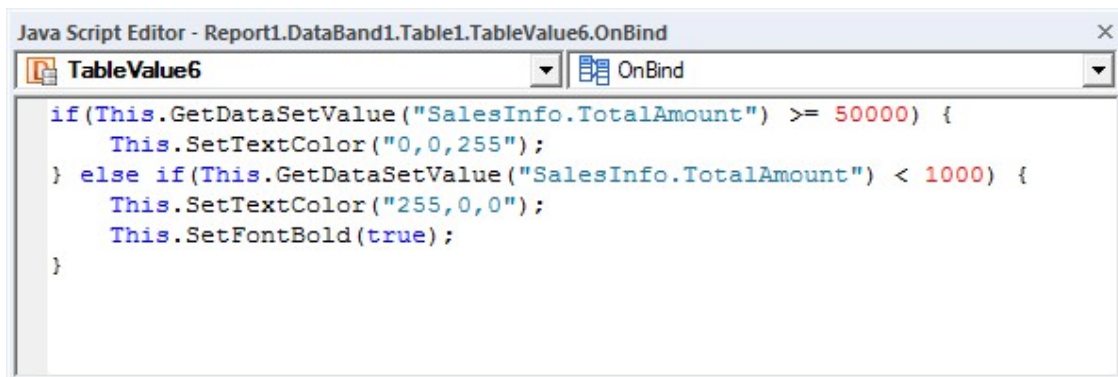 Java Script Editor - Report1.DataBand1.Table1.TableValue6.OnBind
TableValue6 OnBind
if(This.GetDataSetValue("SalesInfo.TotalAmount") >= 50000) {
    This.SetTextColor("0,0,255");
} else if(This.GetDataSetValue("SalesInfo.TotalAmount") < 1000) {
    This.SetTextColor("255,0,0");
    This.SetFontBold(true);
}